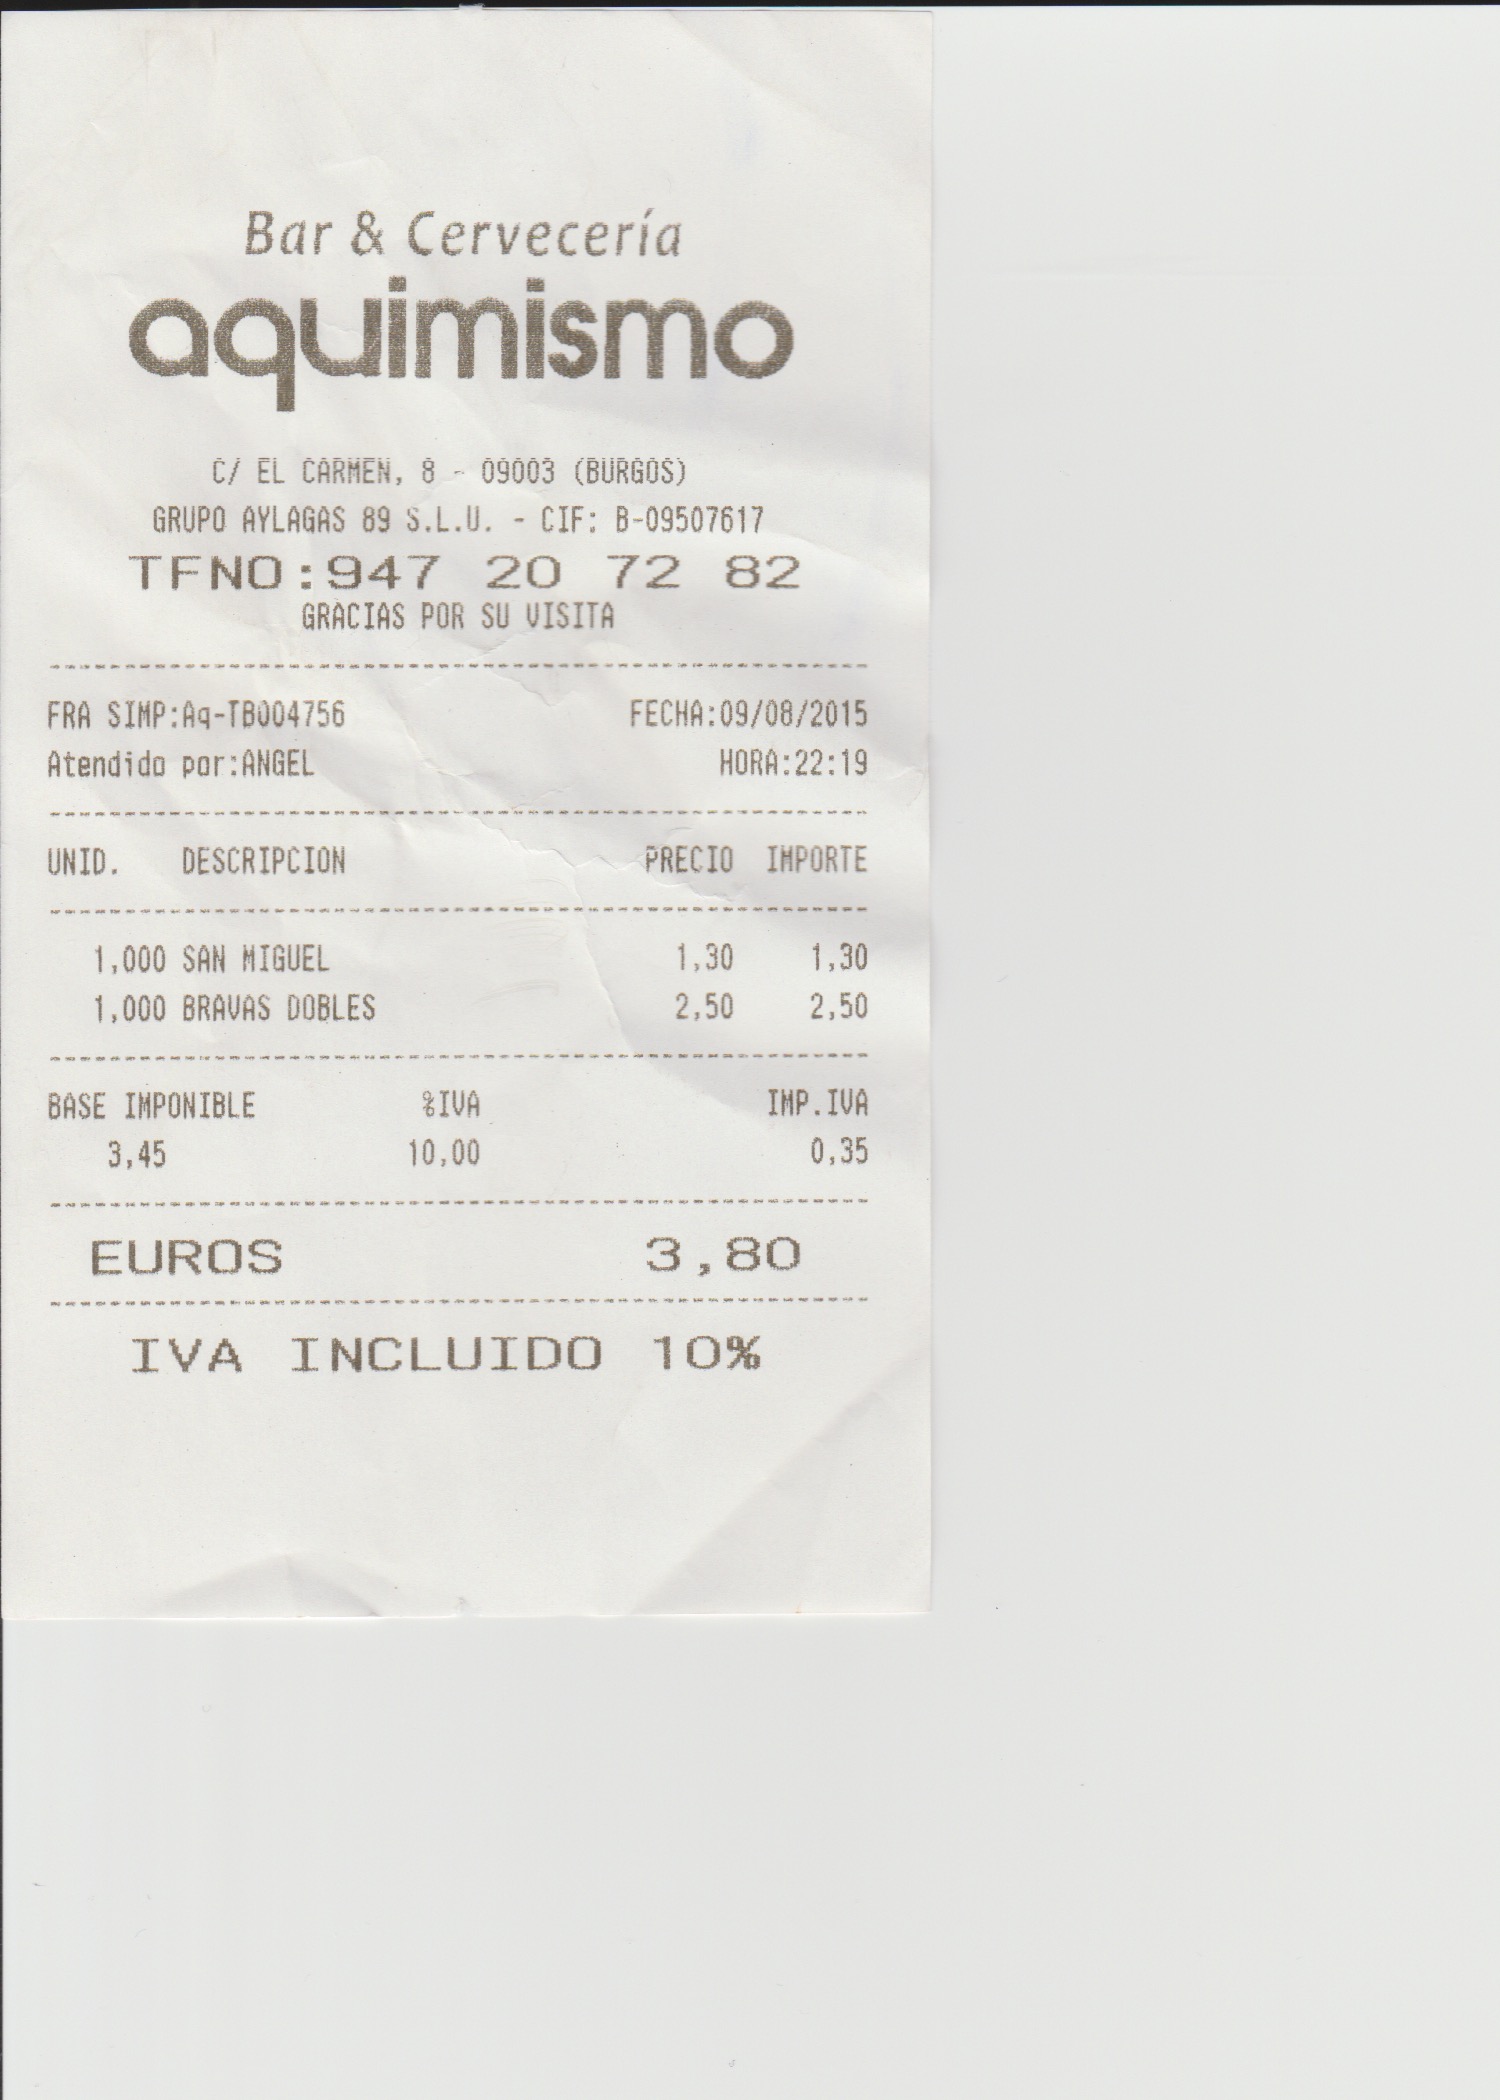 Bar & Cervecería
aquimismo
C/ EL CARMEN, 8 - 09003 (BURGOS)
GRUPO AYLAGAS 89 S.L.U. - CIF: B-09507617
TFNO:947 20 72 82
GRACIAS POR SU VISITA
FRA SIMP:Aq-TB004756 FECHA:09/08/2015
Atendido por:ANGEL HORA:22:19
UNID. DESCRIPCION PRECIO IMPORTE
1,000 SAN MIGUEL 1,30 1,30
1,000 BRAVAS DOBLES 2,50 2,50
BASE IMPONIBLE %IVA IMP.IVA
3,45 10,00 0,35
EUROS 3,80
IVA INCLUIDO 10%